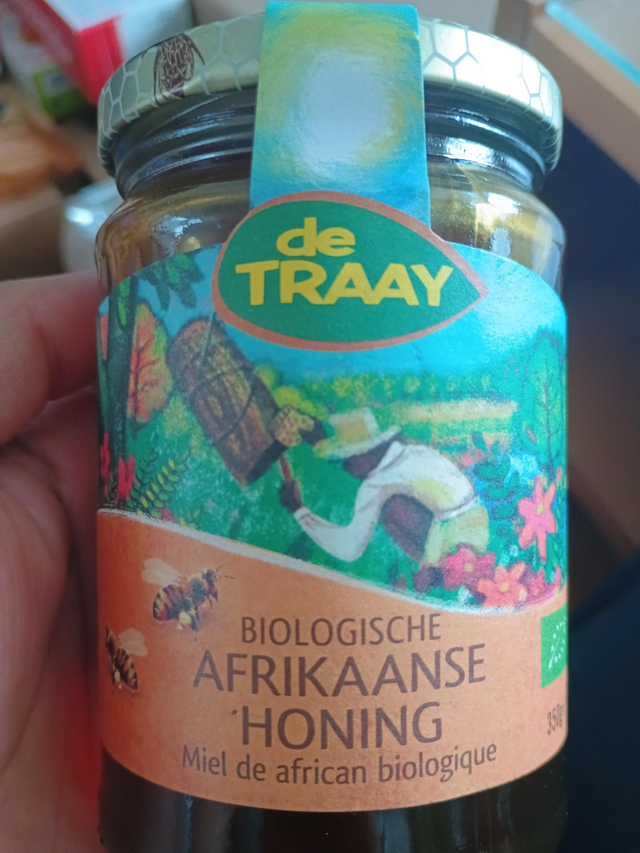 de
TRAAY
BIOLOGISCHE
AFRIKAANSE
HONING
Miel de african biologique
350g